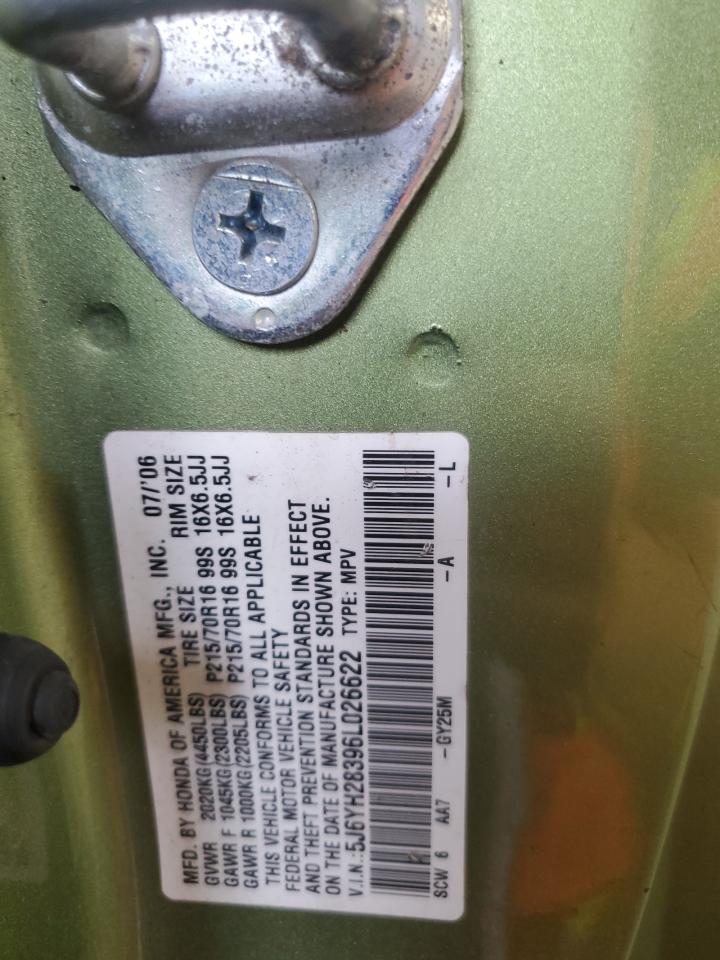 MFD. BY HONDA OF AMERICA MFG., INC. 07/'06
GVWR 2020KG(4450LBS) TIRE SIZE RIM SIZE
GAWR F 1045KG(2300LBS) P215/70R16 99S 16X6.5JJ
GAWR R 1000KG(2205LBS) P215/70R16 99S 16X6.5JJ
THIS VEHICLE CONFORMS TO ALL APPLICABLE
FEDERAL MOTOR VEHICLE SAFETY
AND THEFT PREVENTION STANDARDS IN EFFECT
ON THE DATE OF MANUFACTURE SHOWN ABOVE.
V.I.N.:5J6YH28396L026622 TYPE: MPV
SCW 6 AA7 -GY25M -A -L